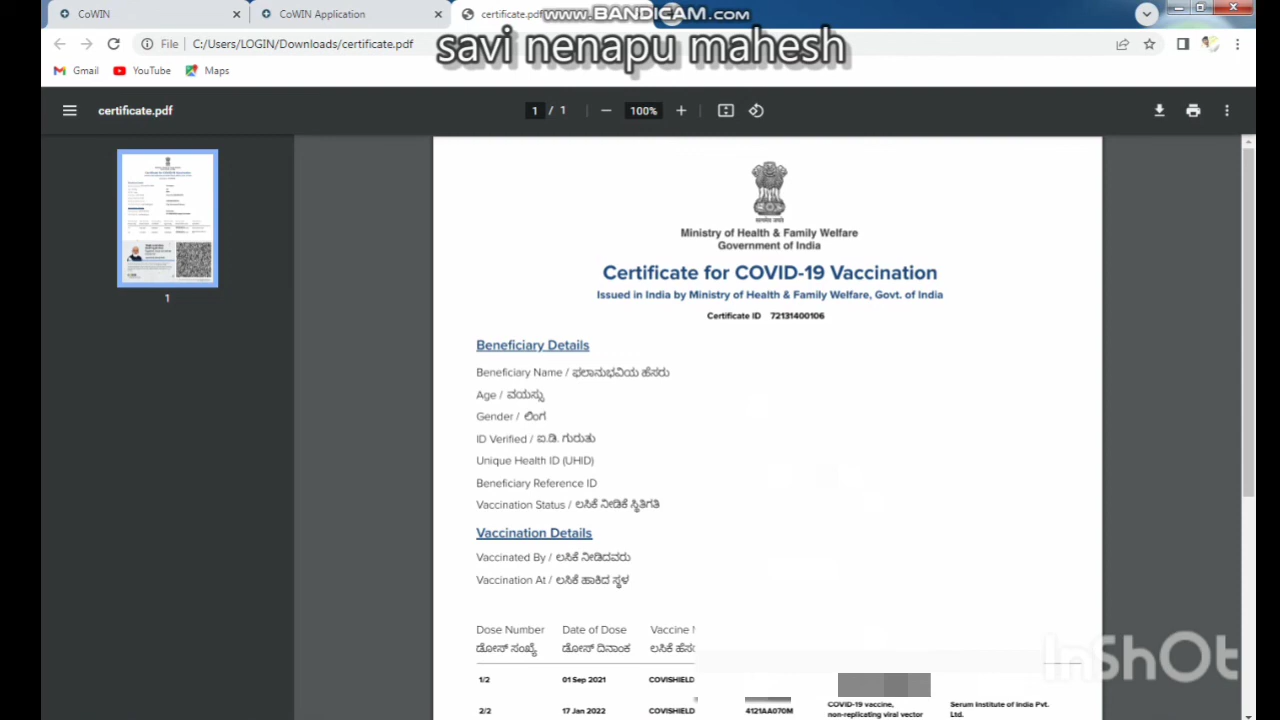 CoWIN
CoWIN Application
certificate.pdf
www.BANDICAM.com
File C:/Users/LOGIN/Downloads/certificate.pdf
savi nenapu mahesh
Gmail YouTube Maps
certificate.pdf
1 / 1
100%
1
सत्यमेव जयते
Ministry of Health & Family Welfare
Government of India
Certificate for COVID-19 Vaccination
Issued in India by Ministry of Health & Family Welfare, Govt. of India
Certificate ID 72131400106
Beneficiary Details
Beneficiary Name / ಫಲಾನುಭವಿಯ ಹೆಸರು
Age / ವಯಸ್ಸು
Gender / ಲಿಂಗ
ID Verified / ಐ.ಡಿ. ಗುರುತು
Unique Health ID (UHID)
Beneficiary Reference ID
Vaccination Status / ಲಸಿಕೆ ನೀಡಿಕೆ ಸ್ಥಿತಿಗತಿ
Vaccination Details
Vaccinated By / ಲಸಿಕೆ ನೀಡಿದವರು
Vaccination At / ಲಸಿಕೆ ಹಾಕಿದ ಸ್ಥಳ
Dose Number Date of Dose Vaccine
ಡೋಸ್ ಸಂಖ್ಯೆ ಡೋಸ್ ದಿನಾಂಕ ಲಸಿಕೆ
InShOt
1/2 01 Sep 2021 COVISHIELD
2/2 17 Jan 2022 COVISHIELD 4121AA070M COVID-19 vaccine, Serum Institute of India Pvt.
non-replicating viral vector Ltd.